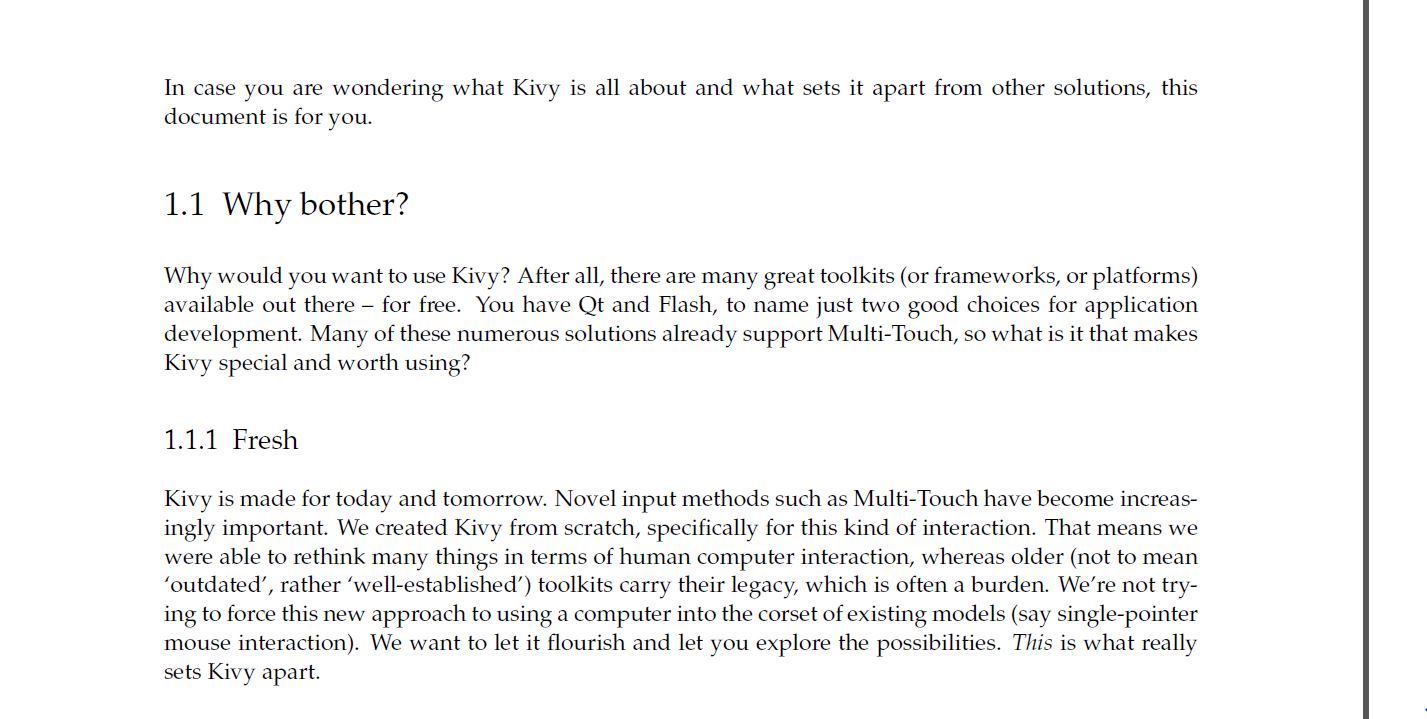 In case you are wondering what Kivy is all about and what sets it apart from other solutions, this
document is for you.
1.1 Why bother?
Why would you want to use Kivy? After all, there are many great toolkits (or frameworks, or platforms)
available out there – for free. You have Qt and Flash, to name just two good choices for application
development. Many of these numerous solutions already support Multi-Touch, so what is it that makes
Kivy special and worth using?
1.1.1 Fresh
Kivy is made for today and tomorrow. Novel input methods such as Multi-Touch have become increas-
ingly important. We created Kivy from scratch, specifically for this kind of interaction. That means we
were able to rethink many things in terms of human computer interaction, whereas older (not to mean
‘outdated’, rather ‘well-established’) toolkits carry their legacy, which is often a burden. We’re not try-
ing to force this new approach to using a computer into the corset of existing models (say single-pointer
mouse interaction). We want to let it flourish and let you explore the possibilities. This is what really
sets Kivy apart.